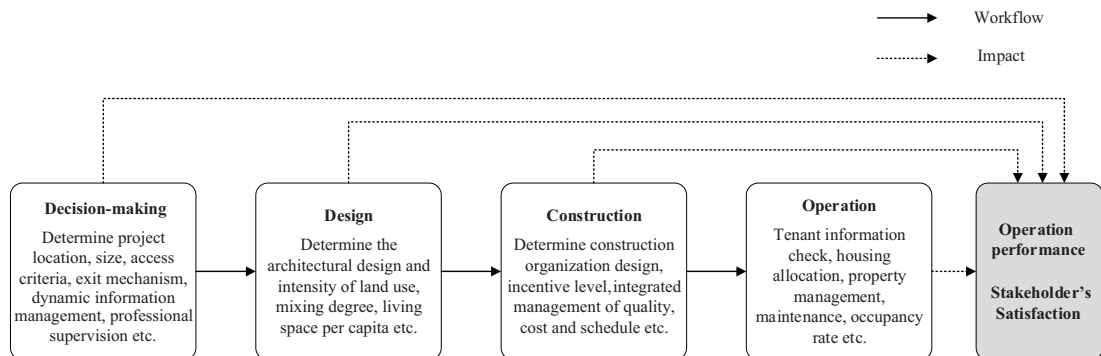 Workflow
Impact
Decision-making
Determine project
location, size, access
criteria, exit mechanism,
dynamic information
management, professional
supervision etc.
Design
Determine the
architectural design and
intensity of land use,
mixing degree, living
space per capita etc.
Construction
Determine construction
organization design,
incentive level, integrated
management of quality,
cost and schedule etc.
Operation
Tenant information
check, housing
allocation, property
management,
maintenance, occupancy
rate etc.
Operation
performance
Stakeholder's
Satisfaction